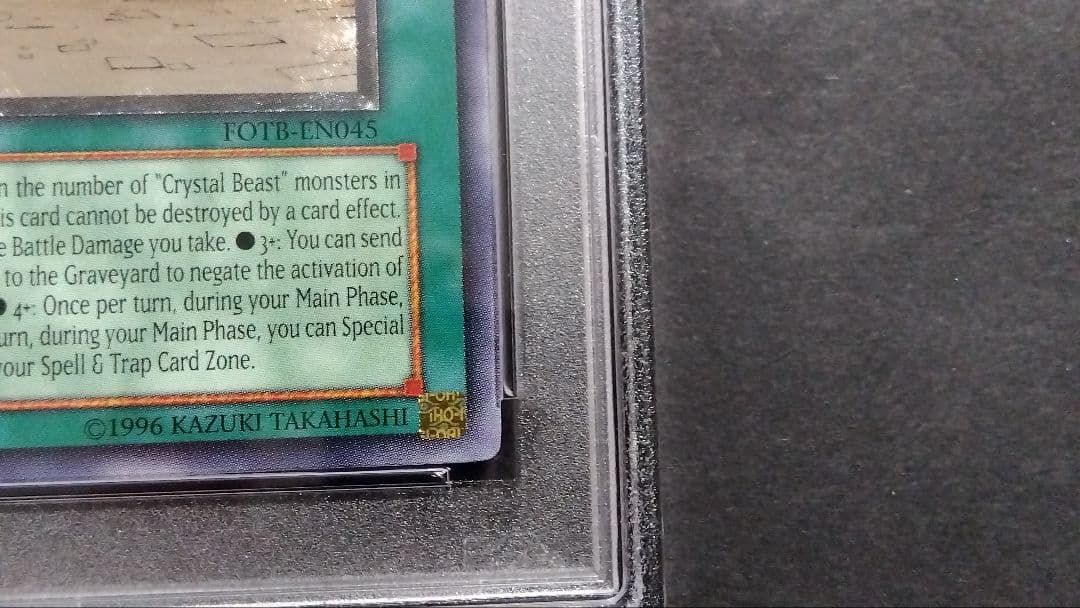 FOTB-EN045
n the number of "Crystal Beast" monsters in
is card cannot be destroyed by a card effect.
e Battle Damage you take. ● 3+: You can send
to the Graveyard to negate the activation of
● 4+: Once per turn, during your Main Phase,
urn, during your Main Phase, you can Special
our Spell & Trap Card Zone.
©1996 KAZUKI TAKAHASHI